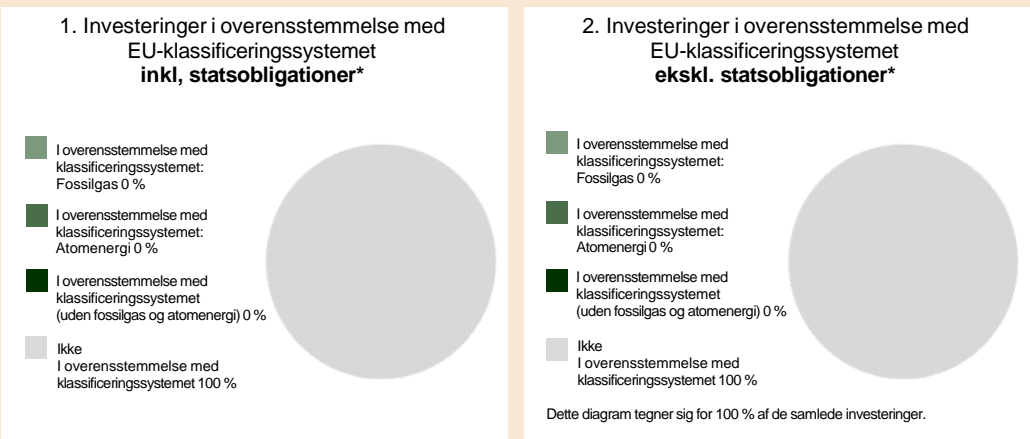 1. Investeringer i overensstemmelse med
EU-klassificeringssystemet
inkl, statsobligationer*
I overensstemmelse med
klassificeringssystemet:
Fossilgas 0 %
I overensstemmelse med
klassificeringssystemet:
Atomenergi 0 %
I overensstemmelse med
klassificeringssystemet
(uden fossilgas og atomenergi) 0 %
Ikke
I overensstemmelse med
klassificeringssystemet 100 %
2. Investeringer i overensstemmelse med
EU-klassificeringssystemet
ekskl. statsobligationer*
I overensstemmelse med
klassificeringssystemet:
Fossilgas 0 %
I overensstemmelse med
klassificeringssystemet:
Atomenergi 0 %
I overensstemmelse med
klassificeringssystemet
(uden fossilgas og atomenergi) 0 %
Ikke
I overensstemmelse med
klassificeringssystemet 100 %
Dette diagram tegner sig for 100 % af de samlede investeringer.